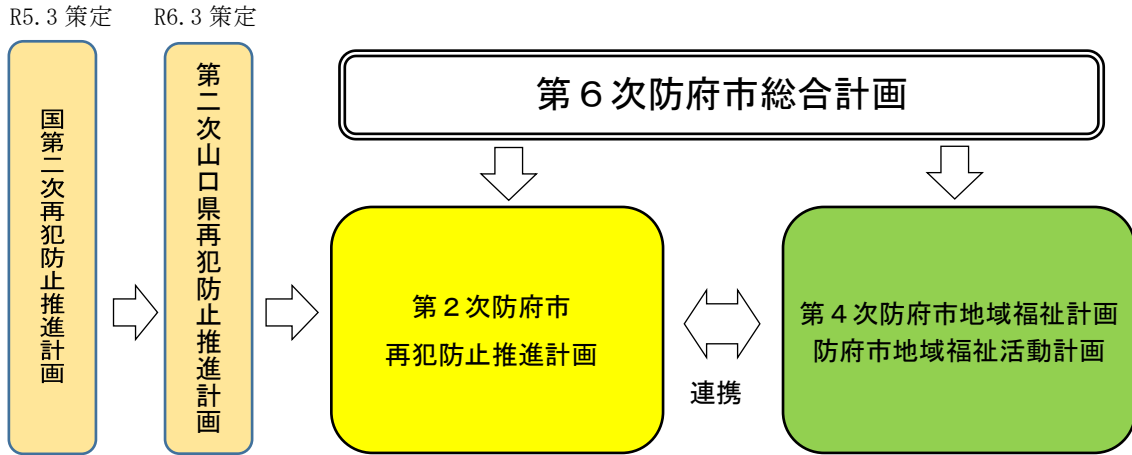 R5.3 策定
R6.3 策定
国第二次再犯防止推進計画
第二次山口県再犯防止推進計画
第６次防府市総合計画
第２次防府市
再犯防止推進計画
連携
第４次防府市地域福祉計画
防府市地域福祉活動計画